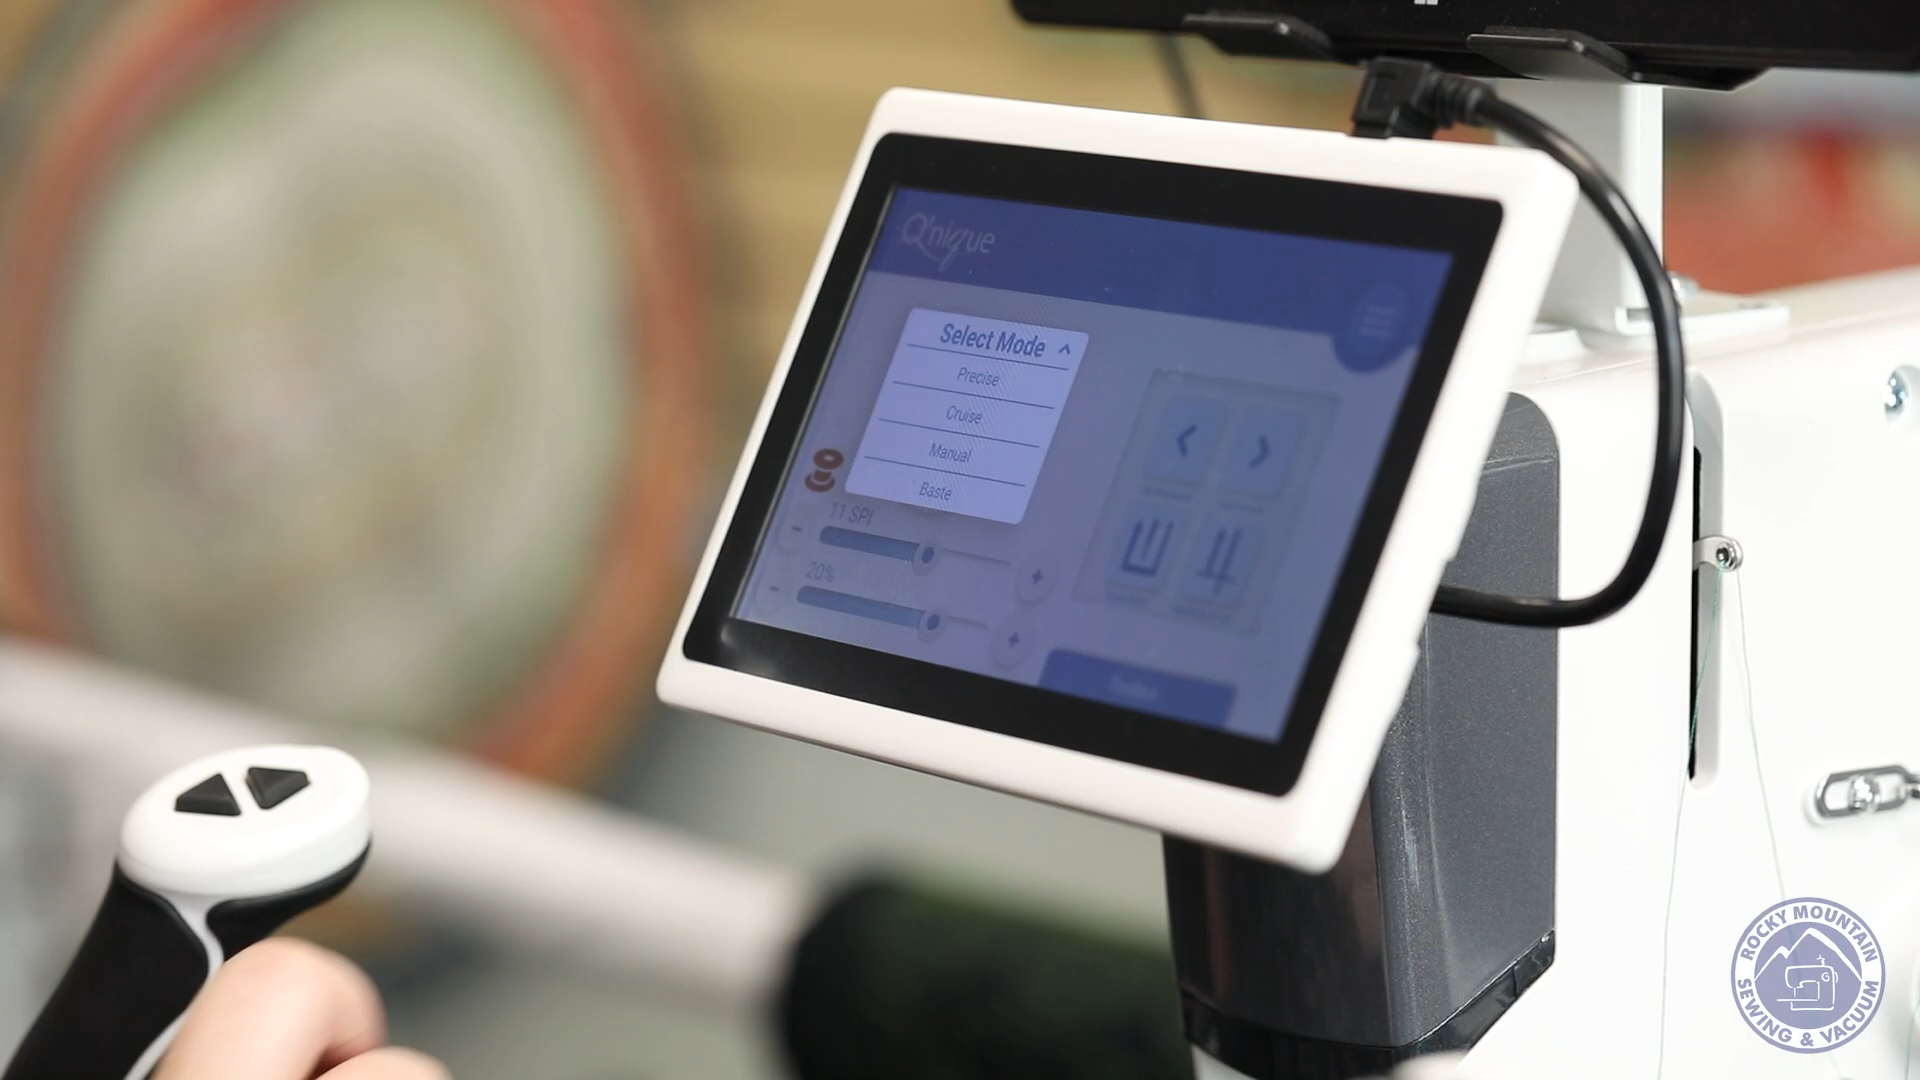 Q'nique
Select Mode
Precise
Cruise
Manual
Baste
11 SPI
20%
ROCKY MOUNTAIN
SEWING & VACUUM